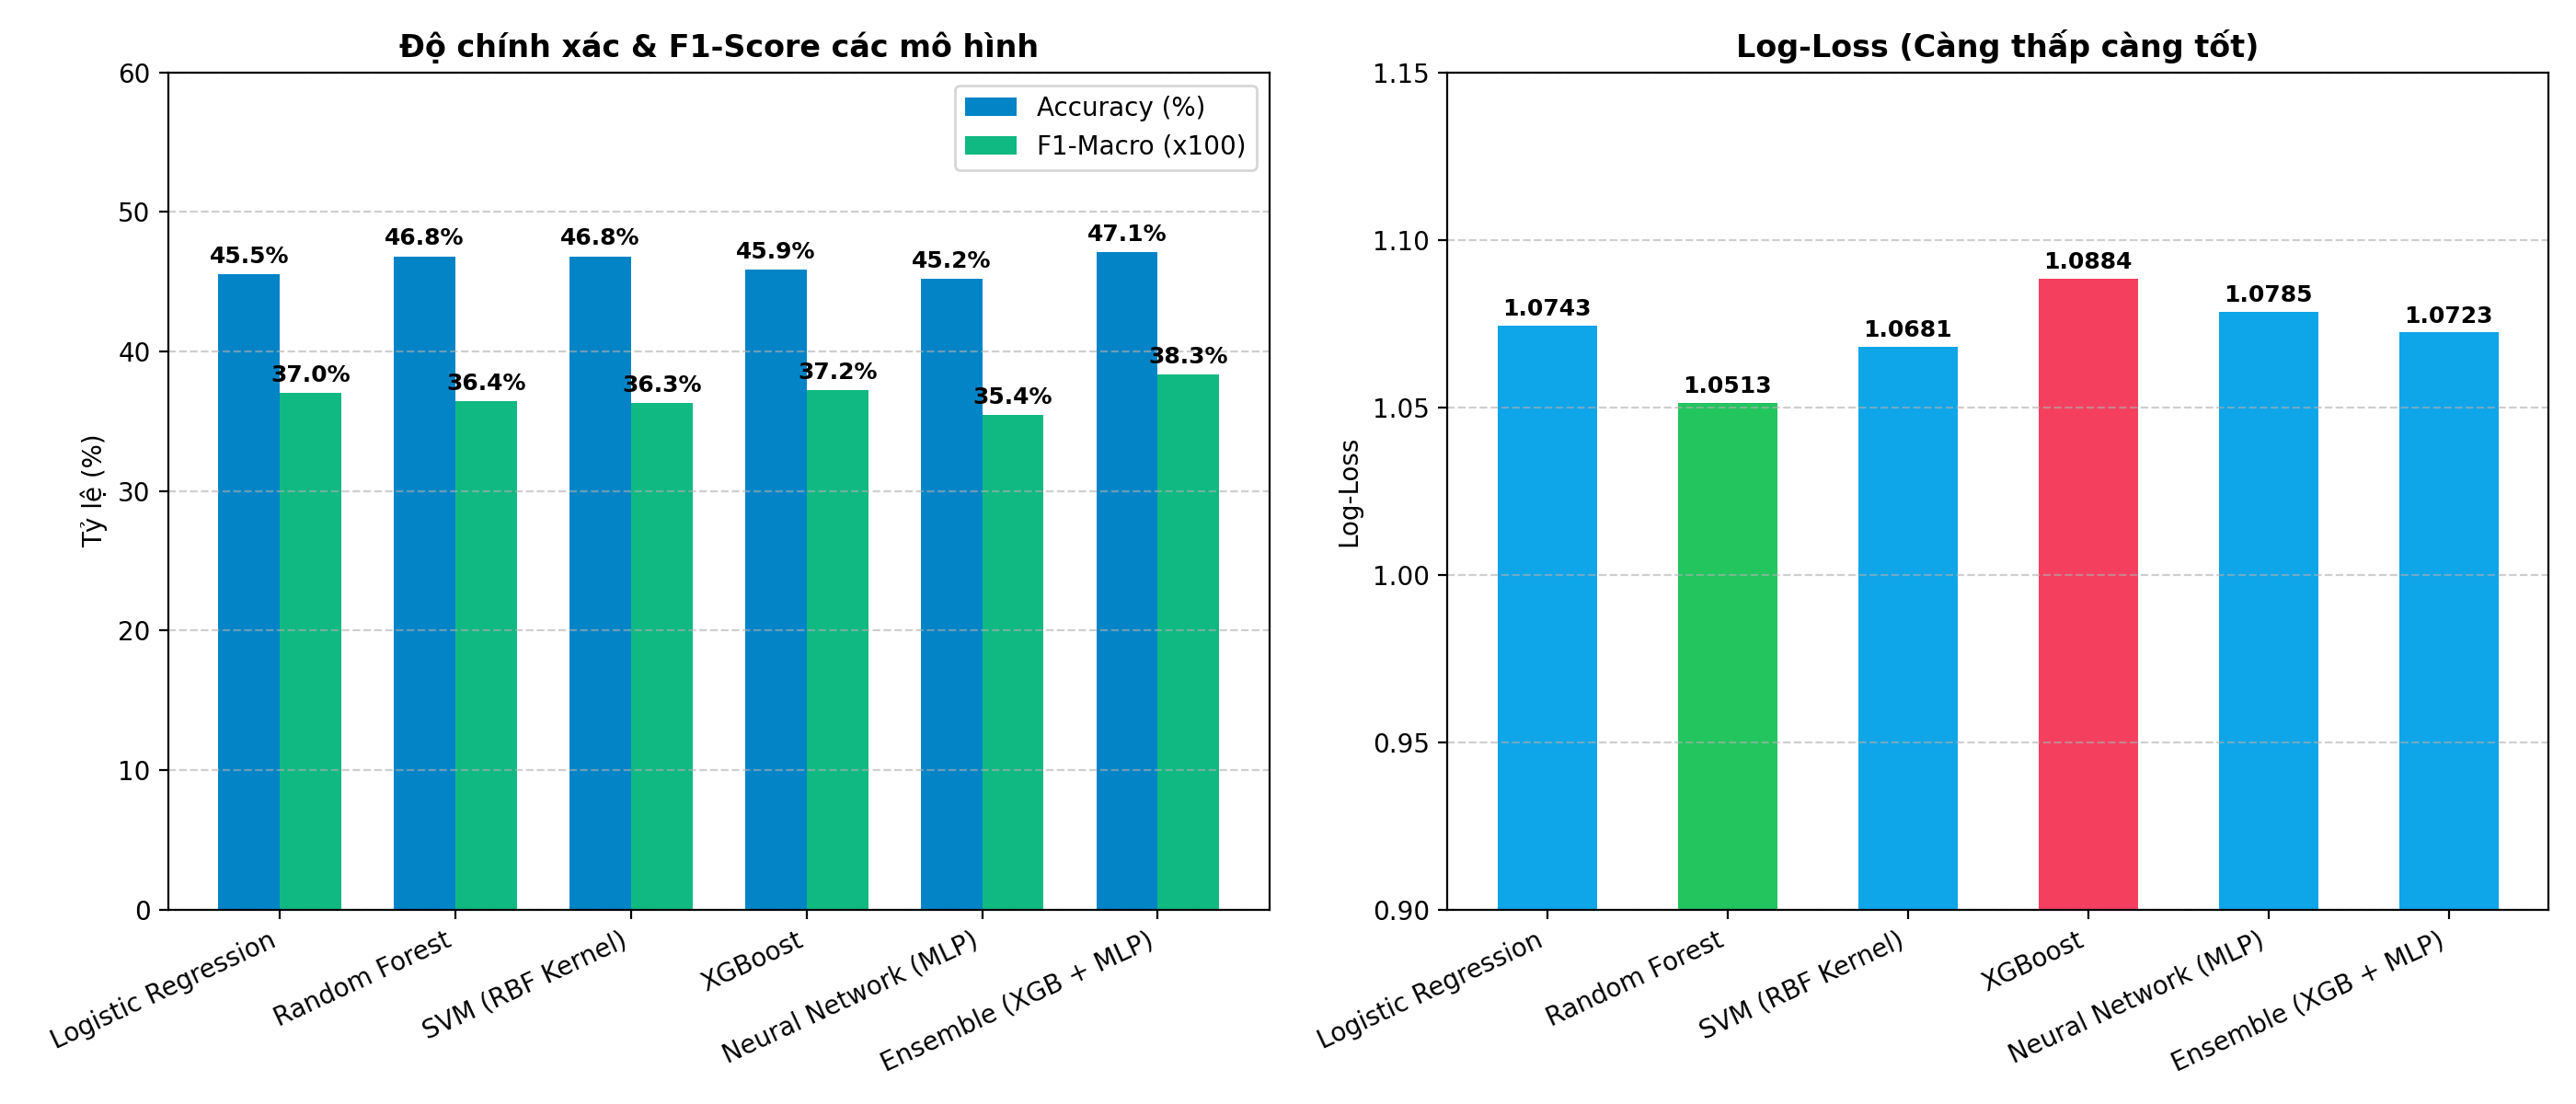 Độ chính xác & F1-Score các mô hình
Tỷ lệ (%)
60
50
40
30
20
10
0
Accuracy (%)
F1-Macro (x100)
45.5%
37.0%
46.8%
36.4%
46.8%
36.3%
45.9%
37.2%
45.2%
35.4%
47.1%
38.3%
Logistic Regression
Random Forest
SVM (RBF Kernel)
XGBoost
Neural Network (MLP)
Ensemble (XGB + MLP)
Log-Loss (Càng thấp càng tốt)
Log-Loss
1.15
1.10
1.05
1.00
0.95
0.90
1.0743
1.0513
1.0681
1.0884
1.0785
1.0723
Logistic Regression
Random Forest
SVM (RBF Kernel)
XGBoost
Neural Network (MLP)
Ensemble (XGB + MLP)